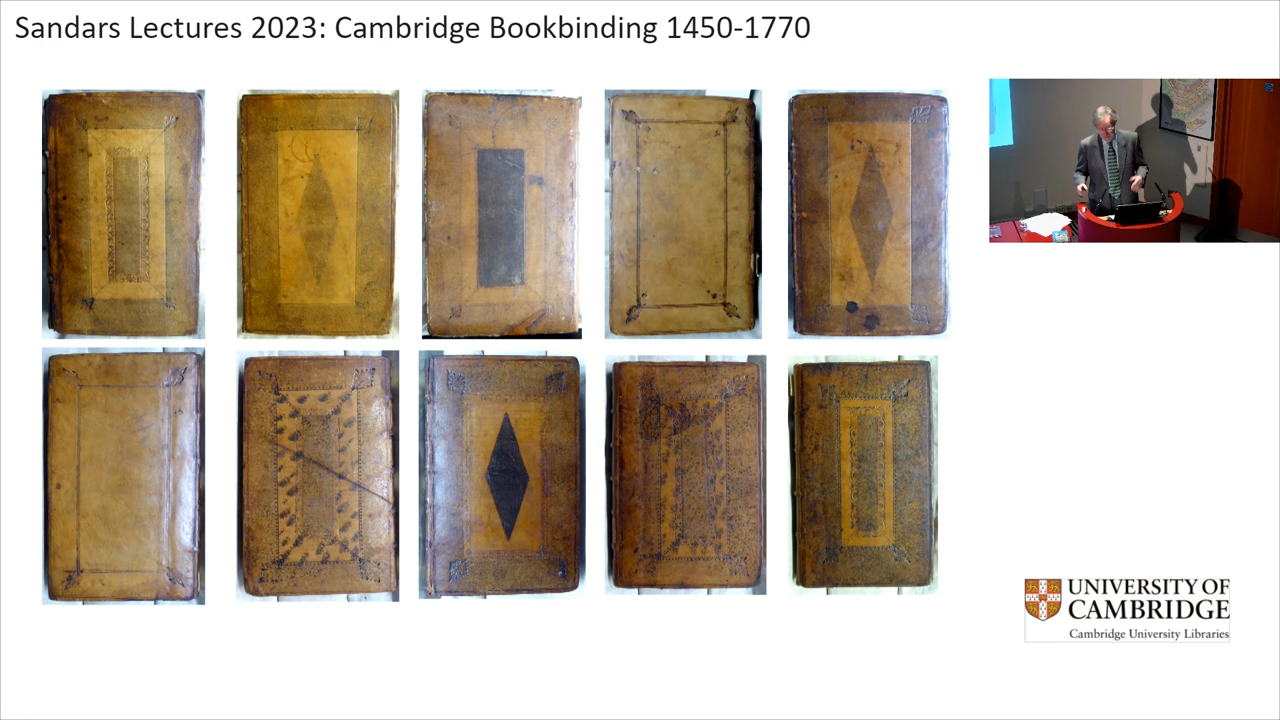 Sandars Lectures 2023: Cambridge Bookbinding 1450-1770
UNIVERSITY OF
CAMBRIDGE
Cambridge University Libraries